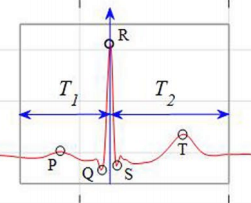 R
T₁ T₂
P Q S T